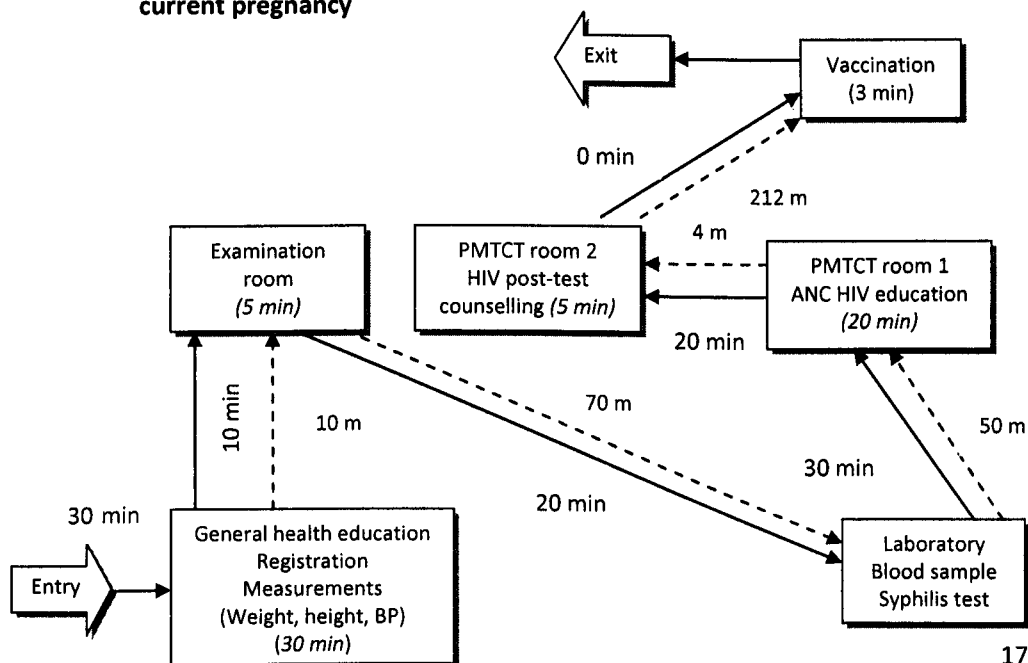 current pregnancy
Exit
Vaccination
(3 min)
0 min
212 m
Examination
room
(5 min)
PMTCT room 2
HIV post-test
counselling (5 min)
4 m
PMTCT room 1
ANC HIV education
(20 min)
20 min
10 min
10 m
70 m
50 m
30 min
20 min
30 min
Entry
General health education
Registration
Measurements
(Weight, height, BP)
(30 min)
Laboratory
Blood sample
Syphilis test
17